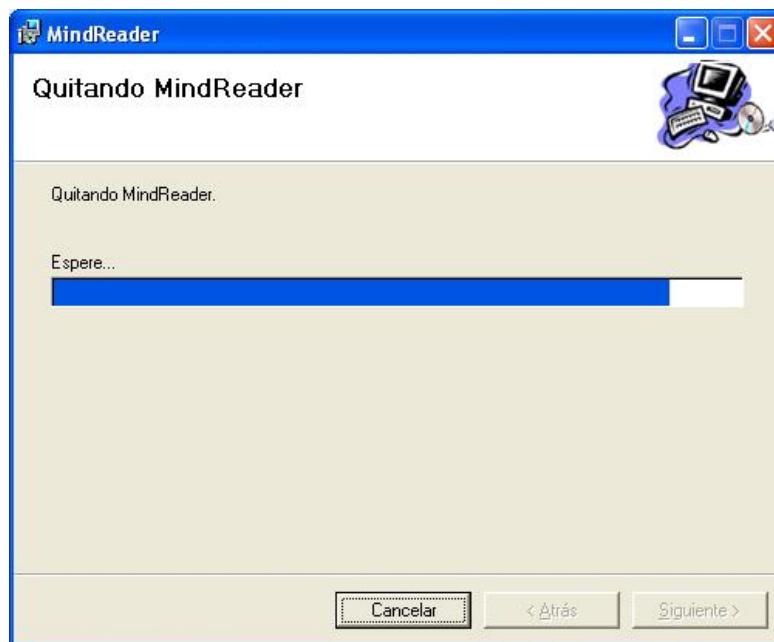 MindReader
Quitando MindReader
Quitando MindReader.
Espere...
Cancelar
< Atrás
Siguiente >